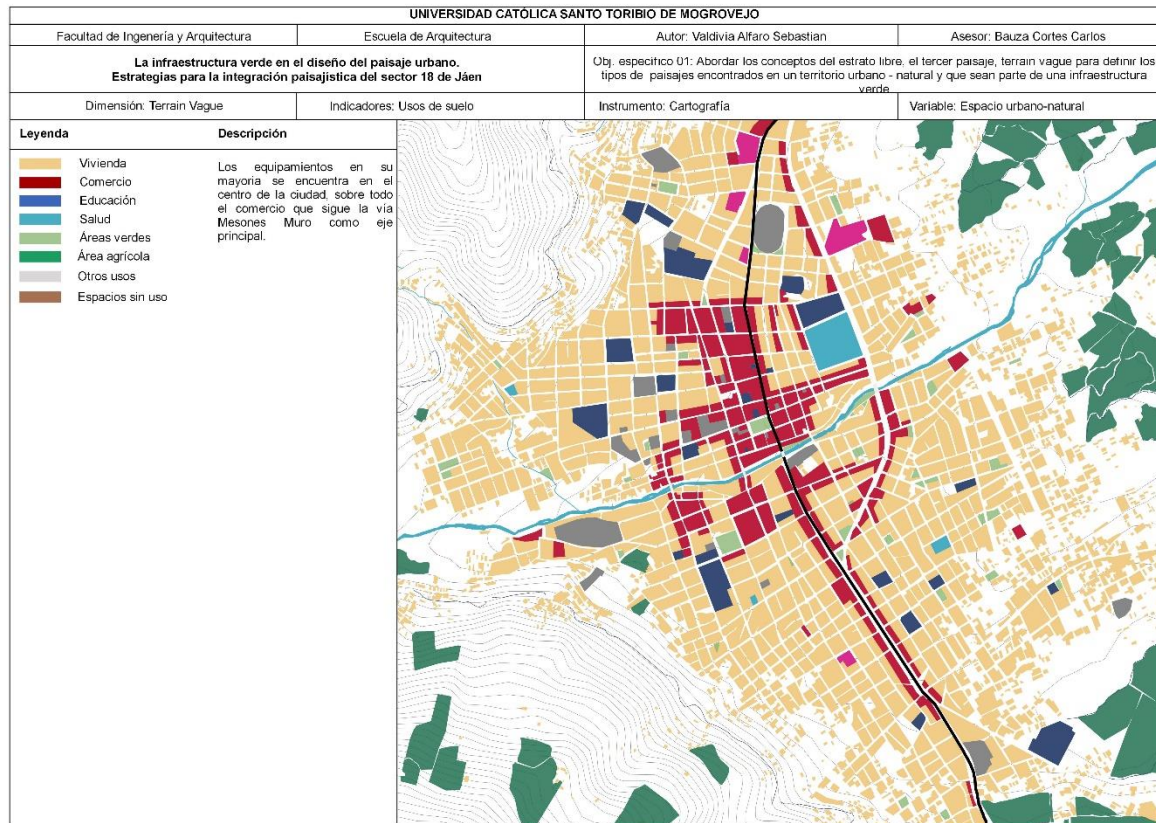 UNIVERSIDAD CATÓLICA SANTO TORIBIO DE MOGROVEJO
Facultad de Ingenería y Arquitectura
Escuela de Arquitectura
Autor: Valdivia Alfaro Sebastian
Asesor: Bauza Cortes Carlos
La infraestructura verde en el diseño del paisaje urbano.
Estrategias para la integración paisajística del sector 18 de Jáen
Obj. especifico 01: Abordar los conceptos del estrato libre, el tercer paisaje, terrain vague para definir los
tipos de paisajes encontrados en un territorio urbano - natural y que sean parte de una infraestructura
verde
Dimensión: Terrain Vague
Indicadores: Usos de suelo
Instrumento: Cartografía
Variable: Espacio urbano-natural
Leyenda
Vivienda
Comercio
Educación
Salud
Áreas verdes
Área agrícola
Otros usos
Espacios sin uso
Descripción
Los equipamientos en su
mayoria se encuentra en el
centro de la ciudad, sobre todo
el comercio que sigue la vía
Mesones Muro como eje
principal.